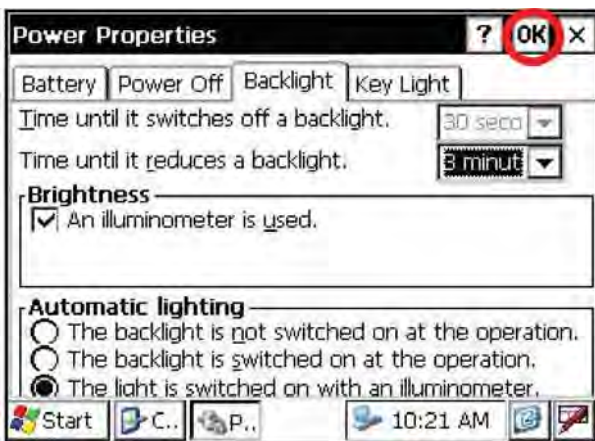 Power Properties ? OK ×
Battery Power Off Backlight Key Light
Time until it switches off a backlight. 30 seco
Time until it reduces a backlight. 3 minut
Brightness
An illuminometer is used.
Automatic lighting
The backlight is not switched on at the operation.
The backlight is switched on at the operation.
The light is switched on with an illuminometer.
Start C.. P.. 10:21 AM